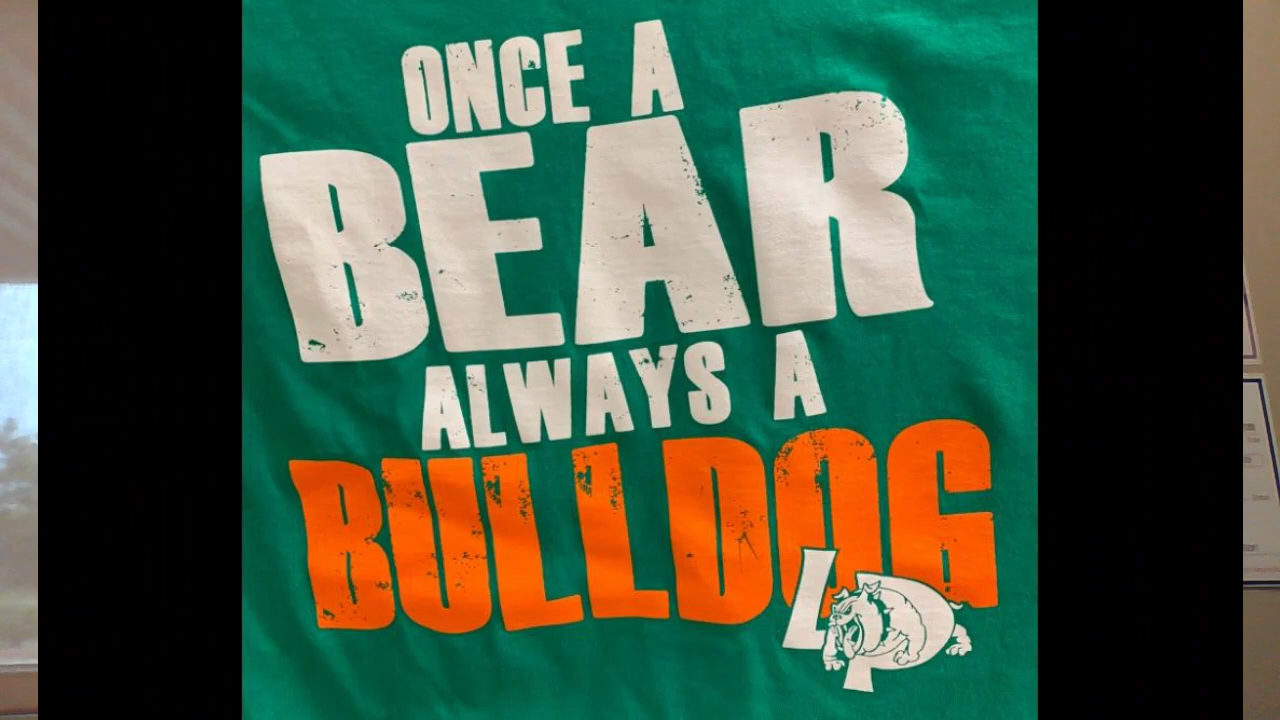 ONCE A
BEAR
ALWAYS A
BULLDOG
LP